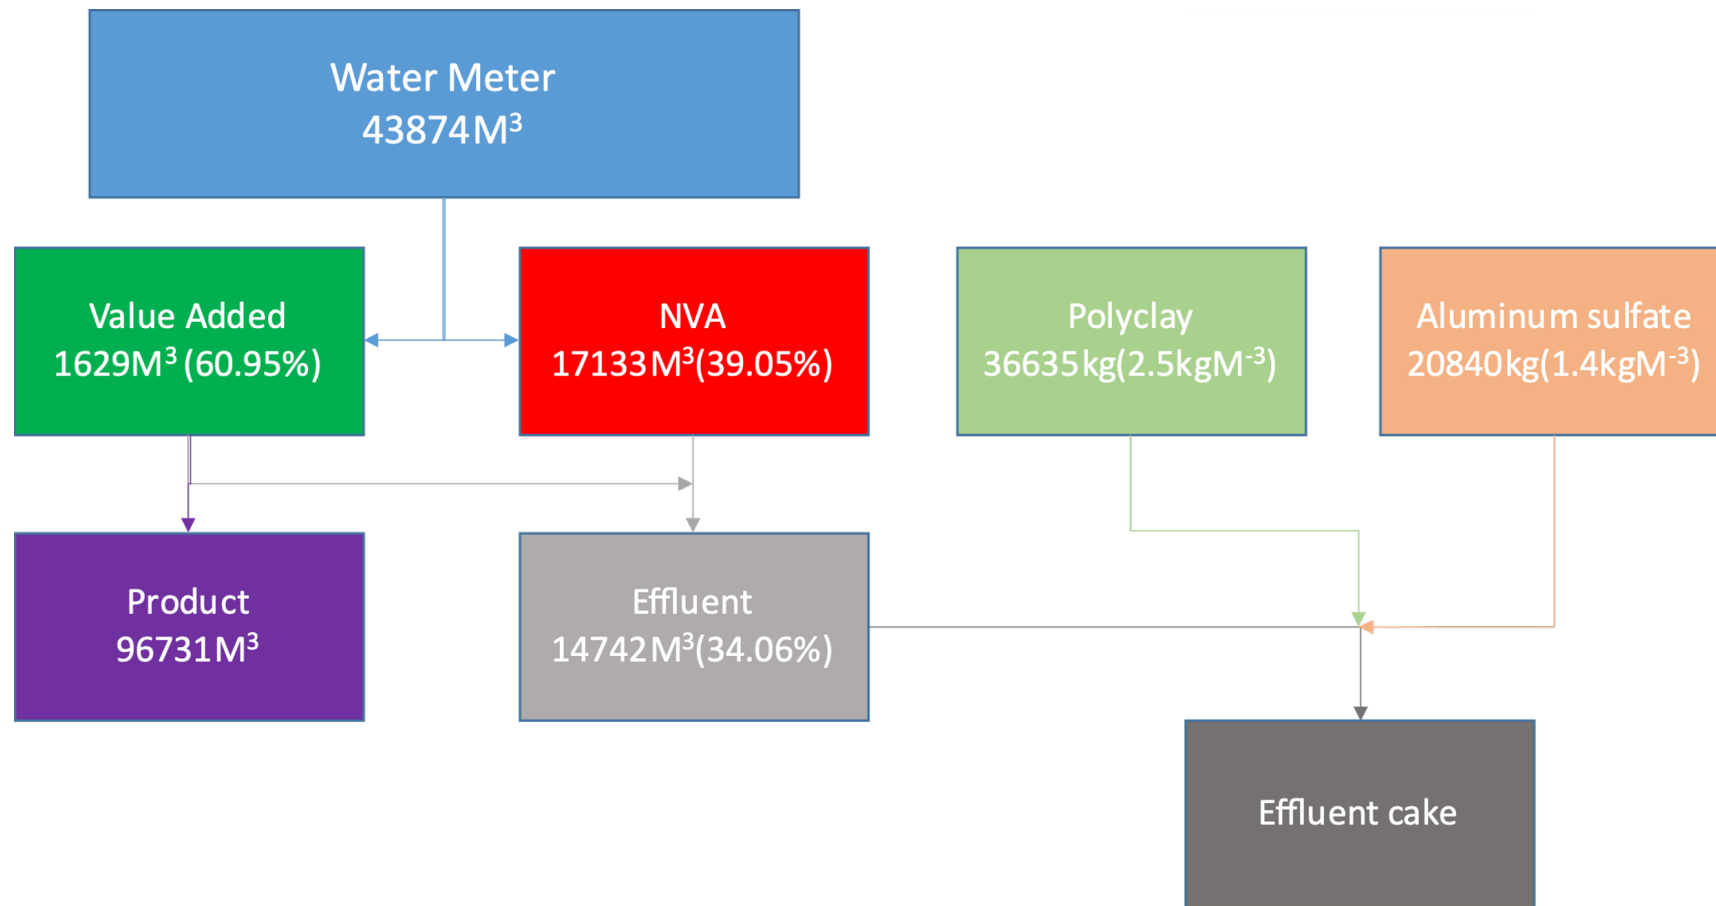 Water Meter
43874M³
Value Added
1629M³ (60.95%)
NVA
17133M³(39.05%)
Polyclay
36635kg(2.5kgM⁻³)
Aluminum sulfate
20840kg(1.4kgM⁻³)
Product
96731M³
Effluent
14742M³(34.06%)
Effluent cake